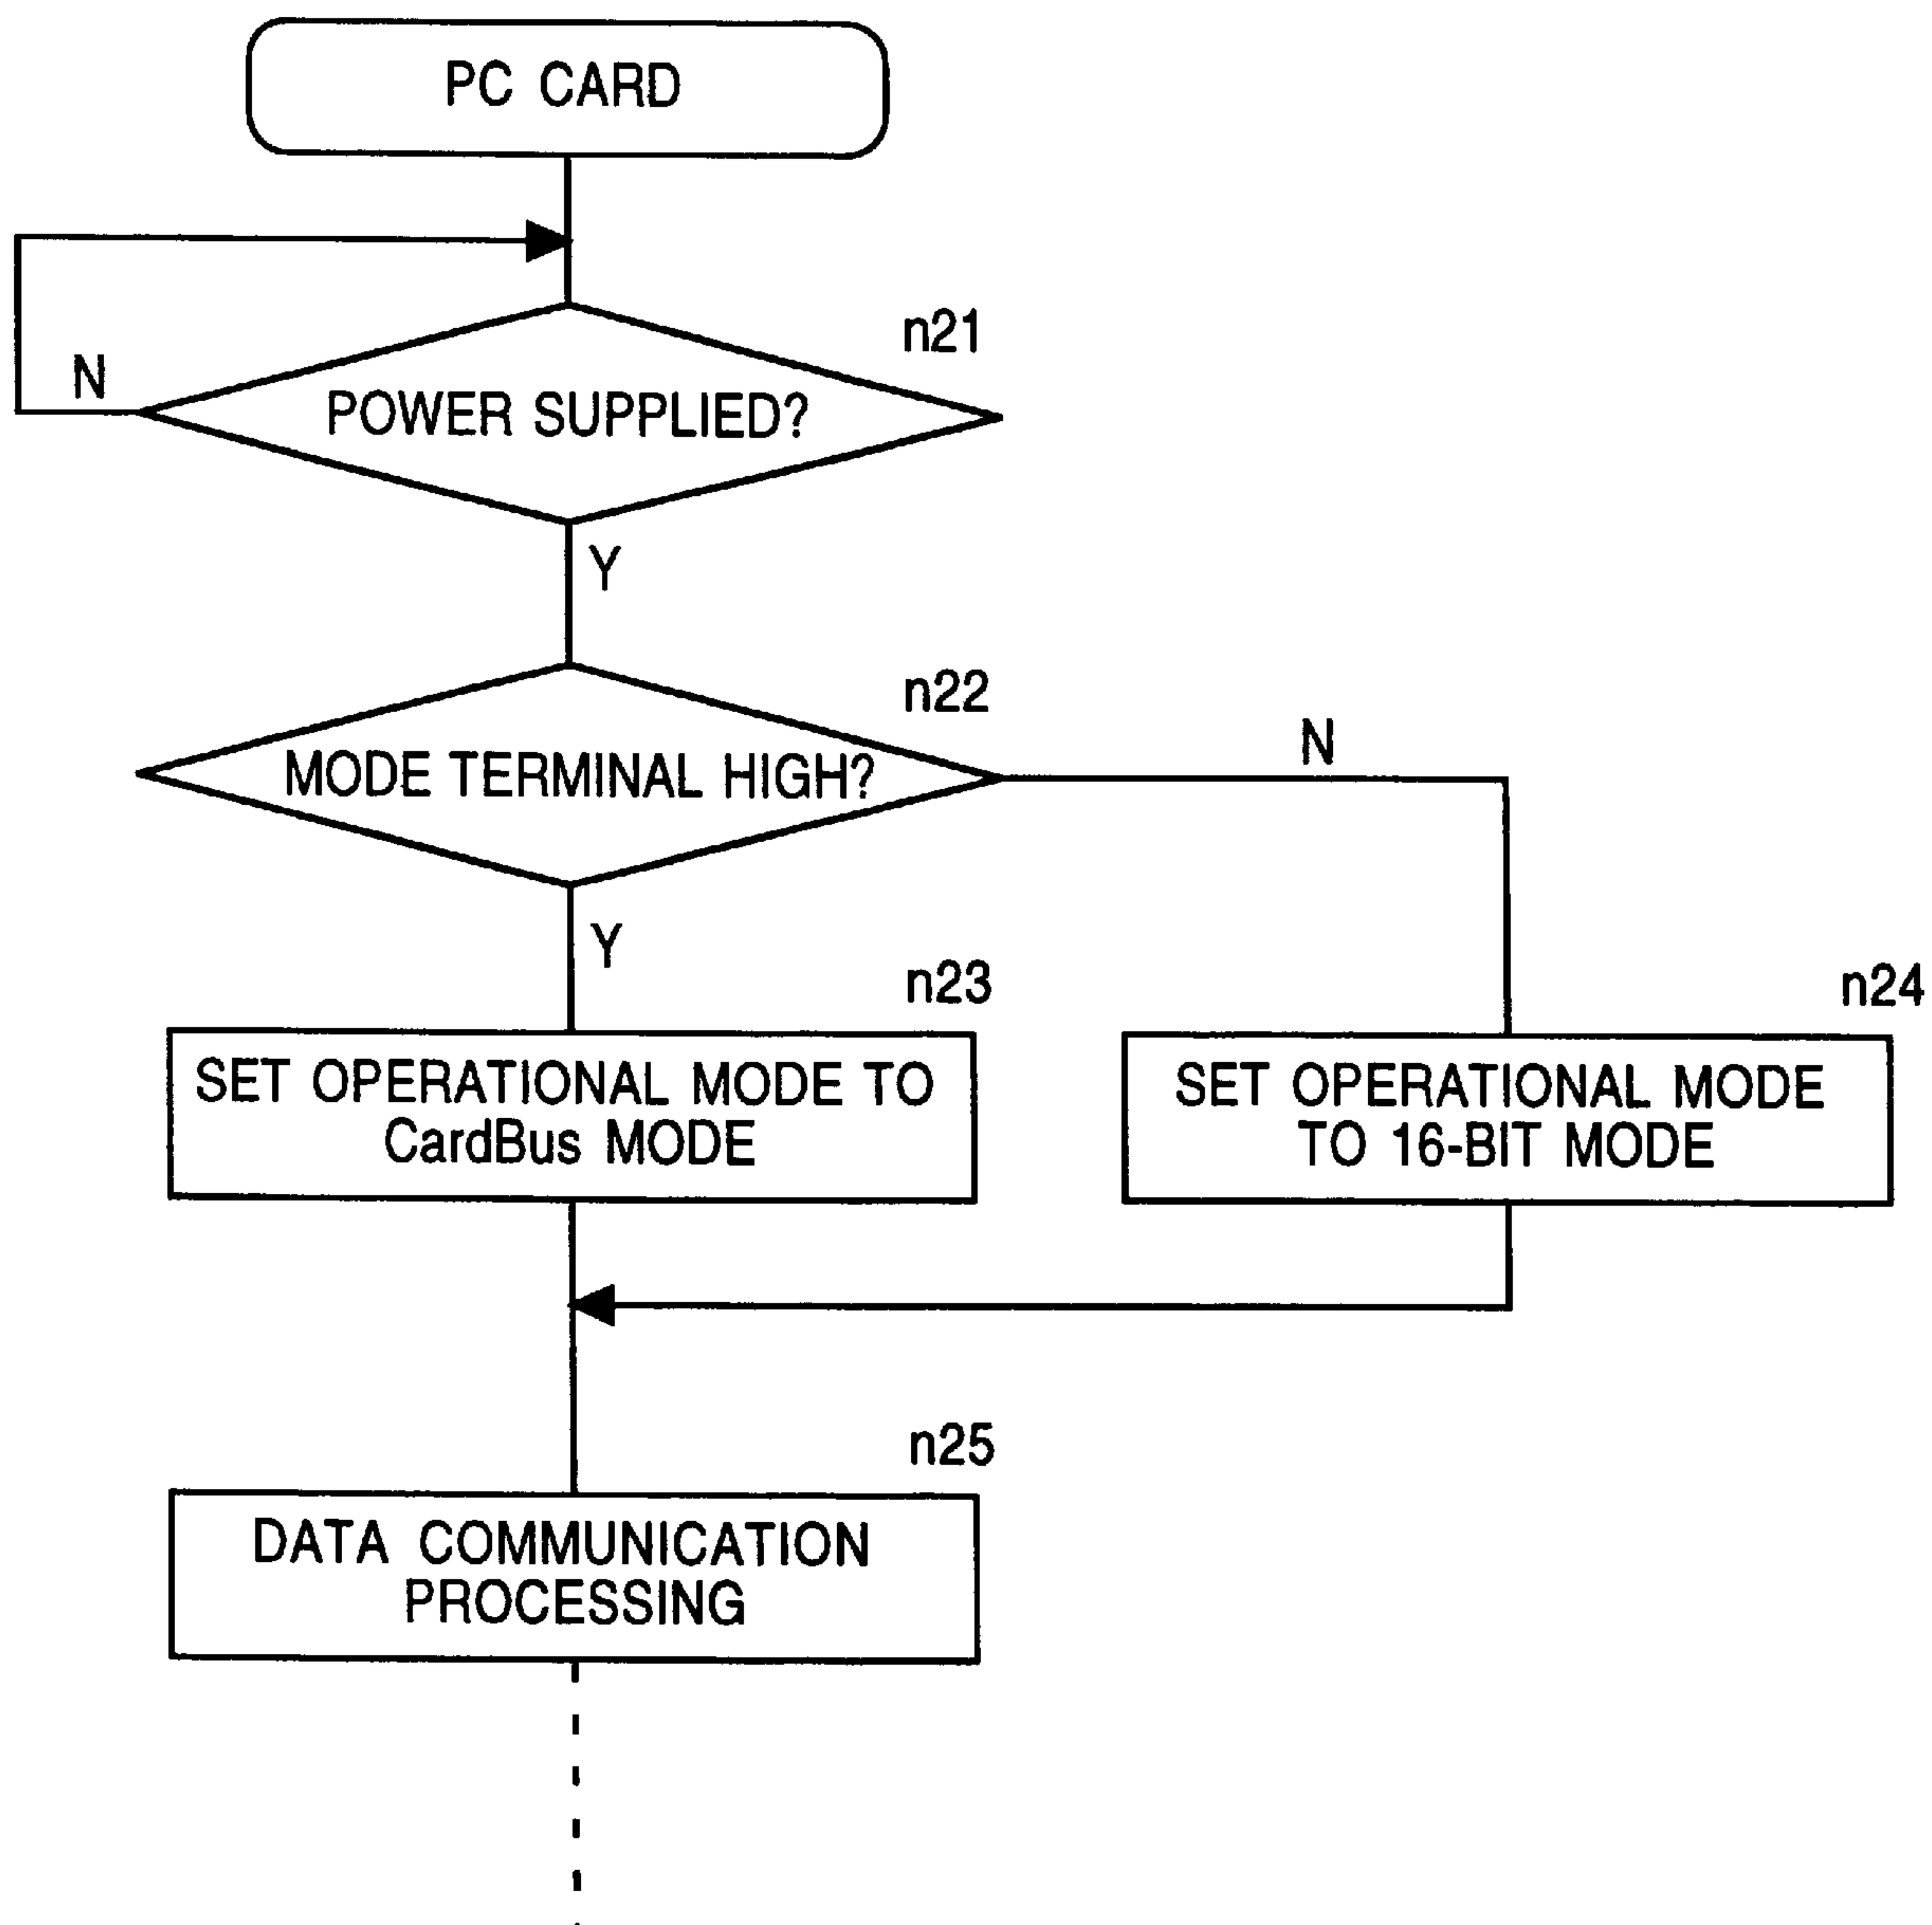 PC CARD
n21
N
POWER SUPPLIED?
Y
n22
N
MODE TERMINAL HIGH?
Y
n23
n24
SET OPERATIONAL MODE TO
CardBus MODE
SET OPERATIONAL MODE
TO 16-BIT MODE
n25
DATA COMMUNICATION
PROCESSING